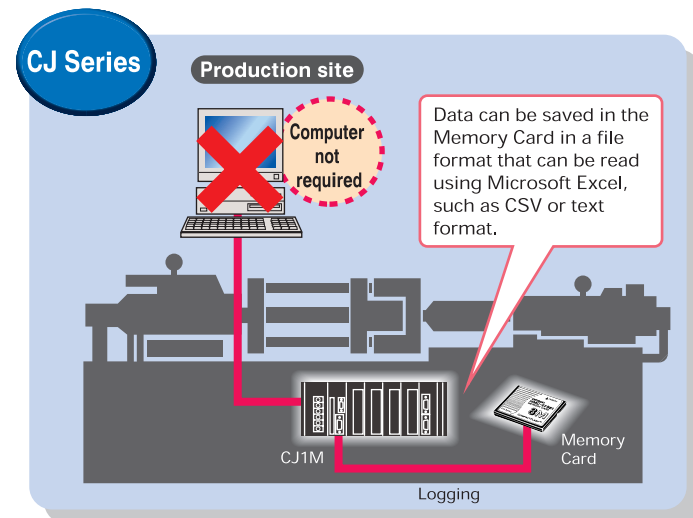 CJ Series
Production site
Computer
not
required
Data can be saved in the
Memory Card in a file
format that can be read
using Microsoft Excel,
such as CSV or text
format.
CJ1M
Memory
Card
Logging